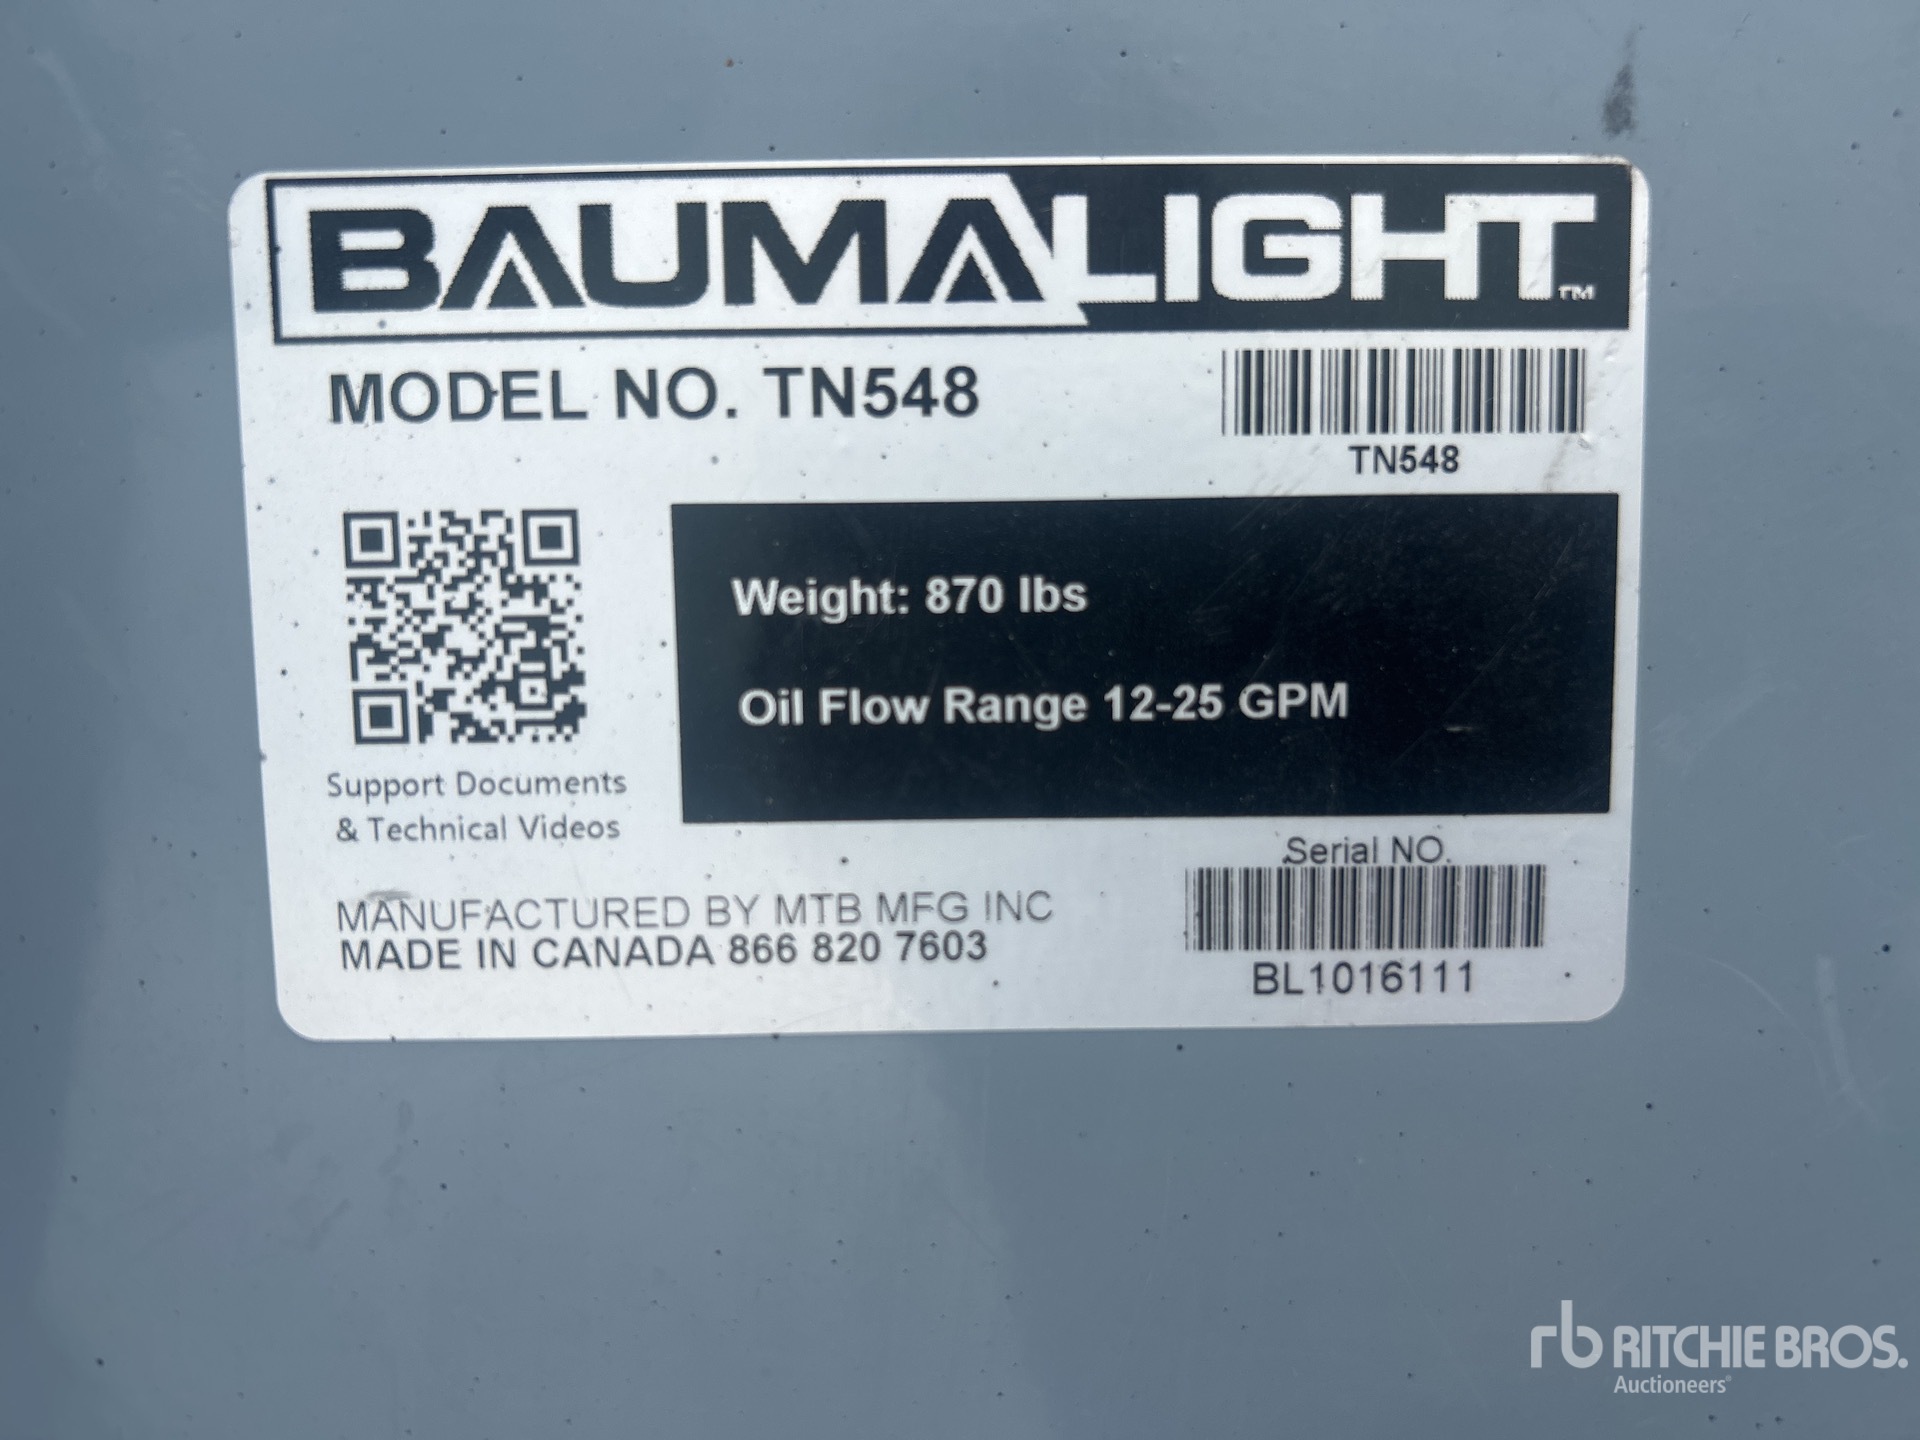 BAUMALIGHT™
MODEL NO. TN548
TN548
Weight: 870 lbs
Oil Flow Range 12-25 GPM
Support Documents
& Technical Videos
Serial NO.
MANUFACTURED BY MTB MFG INC
MADE IN CANADA 866 820 7603
BL1016111
rb RITCHIE BROS.
Auctioneers®